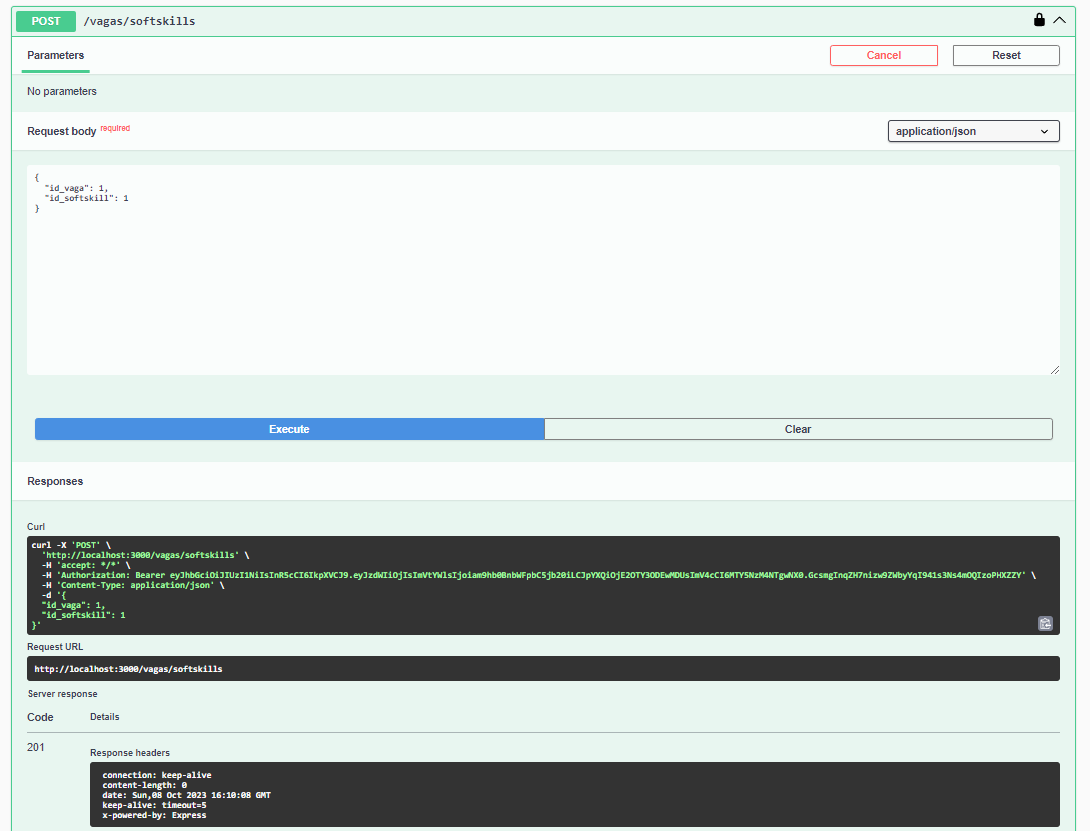 POST /vagas/softskills
Parameters
Cancel
Reset
No parameters
Request body required
application/json
{
  "id_vaga": 1,
  "id_softskill": 1
}
Execute
Clear
Responses
Curl
curl -X 'POST' \
  'http://localhost:3000/vagas/softskills' \
  -H 'accept: */*' \
  -H 'Authorization: Bearer
  -H 'Content-Type: application/json' \
  -d '{
  "id_vaga": 1,
  "id_softskill": 1
}'
Request URL
http://localhost:3000/vagas/softskills
Server response
Code Details
201
Response headers
connection: keep-alive
content-length: 0
date: Sun,08 Oct 2023 16:10:08 GMT
keep-alive: timeout=5
x-powered-by: Express